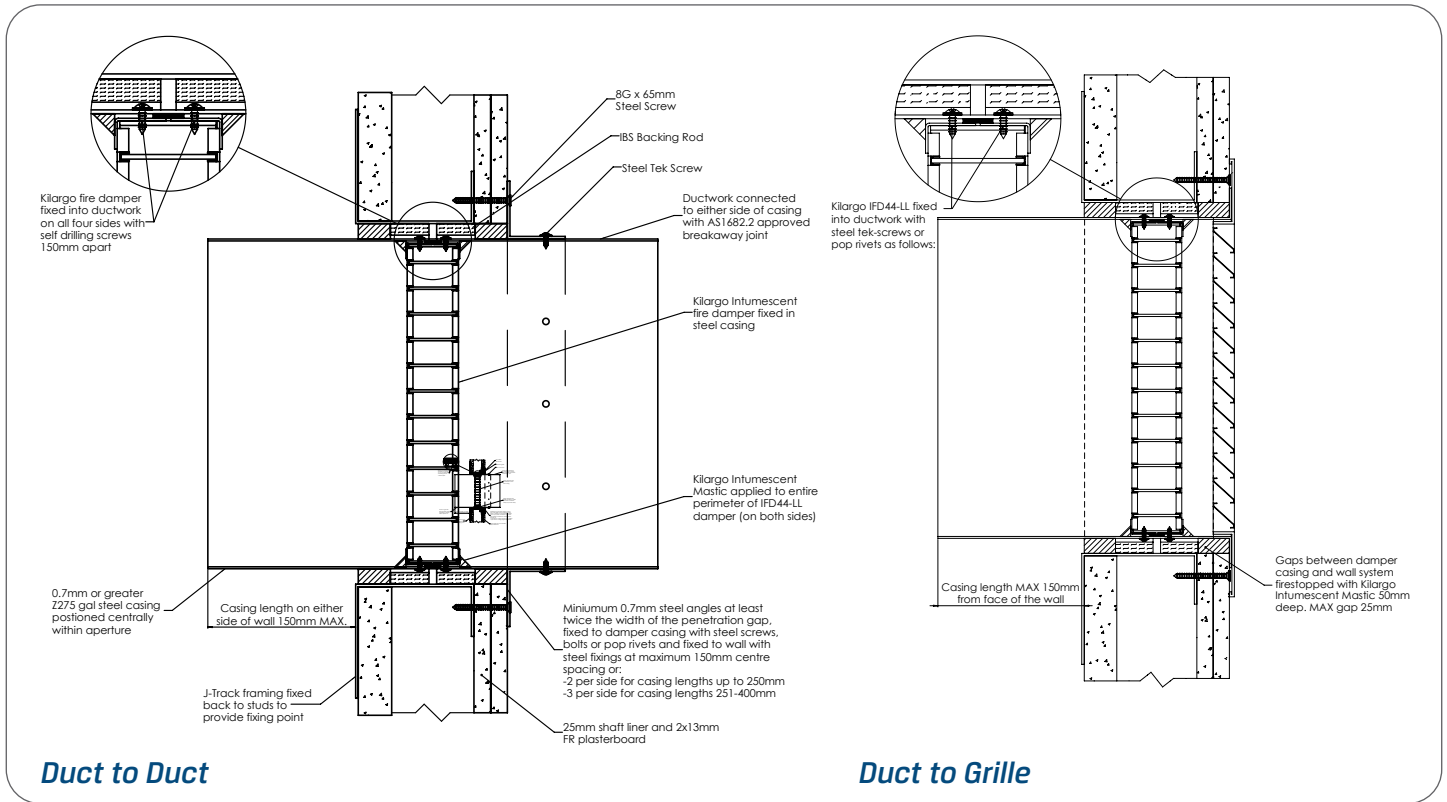 Kilargo fire damper
fixed into ductwork
on all four sides with
self drilling screws
150mm apart
8G x 65mm
Steel Screw
IBS Backing Rod
Steel Tek Screw
Ductwork connected
to either side of casing
with AS1682.2 approved
breakaway joint
Kilargo Intumescent
fire damper fixed in
steel casing
Kilargo Intumescent
Mastic applied to entire
perimeter of IFD44-LL
damper (on both sides)
0.7mm or greater
Z275 gal steel casing
postioned centrally
within aperture
Casing length on either
side of wall 150mm MAX.
J-Track framing fixed
back to studs to
provide fixing point
Miniumum 0.7mm steel angles at least
twice the width of the penetration gap,
fixed to damper casing with steel screws,
bolts or pop rivets and fixed to wall with
steel fixings at maximum 150mm centre
spacing or:
-2 per side for casing lengths up to 250mm
-3 per side for casing lengths 251-400mm
25mm shaft liner and 2x13mm
FR plasterboard
Duct to Duct
Kilargo IFD44-LL fixed
into ductwork with
steel tek-screws or
pop rivets as follows:
Casing length MAX 150mm
from face of the wall
Gaps between damper
casing and wall system
firestopped with Kilargo
Intumescent Mastic 50mm
deep. MAX gap 25mm
Duct to Grille